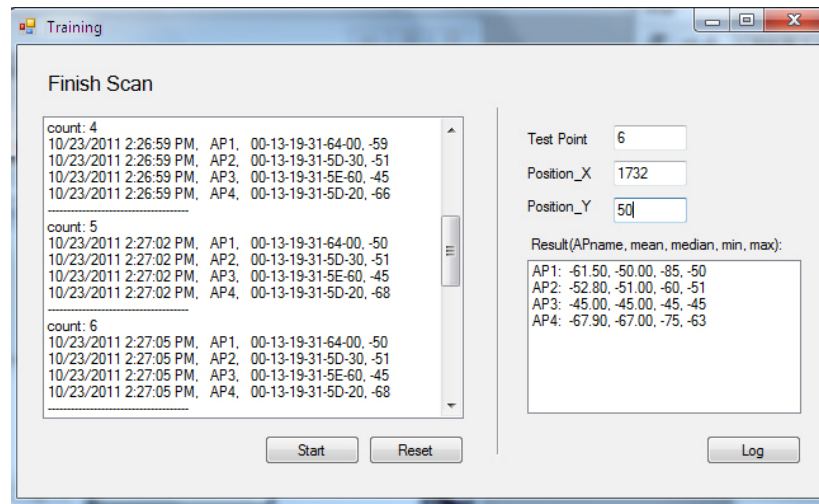 Training
Finish Scan
count: 4
10/23/2011 2:26:59 PM, AP1, 00-13-19-31-64-00, -59
10/23/2011 2:26:59 PM, AP2, 00-13-19-31-5D-30, -51
10/23/2011 2:26:59 PM, AP3, 00-13-19-31-5E-60, -45
10/23/2011 2:26:59 PM, AP4, 00-13-19-31-5D-20, -66
------------------------------------
count: 5
10/23/2011 2:27:02 PM, AP1, 00-13-19-31-64-00, -50
10/23/2011 2:27:02 PM, AP2, 00-13-19-31-5D-30, -51
10/23/2011 2:27:02 PM, AP3, 00-13-19-31-5E-60, -45
10/23/2011 2:27:02 PM, AP4, 00-13-19-31-5D-20, -68
------------------------------------
count: 6
10/23/2011 2:27:05 PM, AP1, 00-13-19-31-64-00, -50
10/23/2011 2:27:05 PM, AP2, 00-13-19-31-5D-30, -51
10/23/2011 2:27:05 PM, AP3, 00-13-19-31-5E-60, -45
10/23/2011 2:27:05 PM, AP4, 00-13-19-31-5D-20, -68
------------------------------------
Start Reset
Test Point 6
Position_X 1732
Position_Y 50
Result(APname, mean, median, min, max):
AP1: -61.50, -50.00, -85, -50
AP2: -52.80, -51.00, -60, -51
AP3: -45.00, -45.00, -45, -45
AP4: -67.90, -67.00, -75, -63
Log